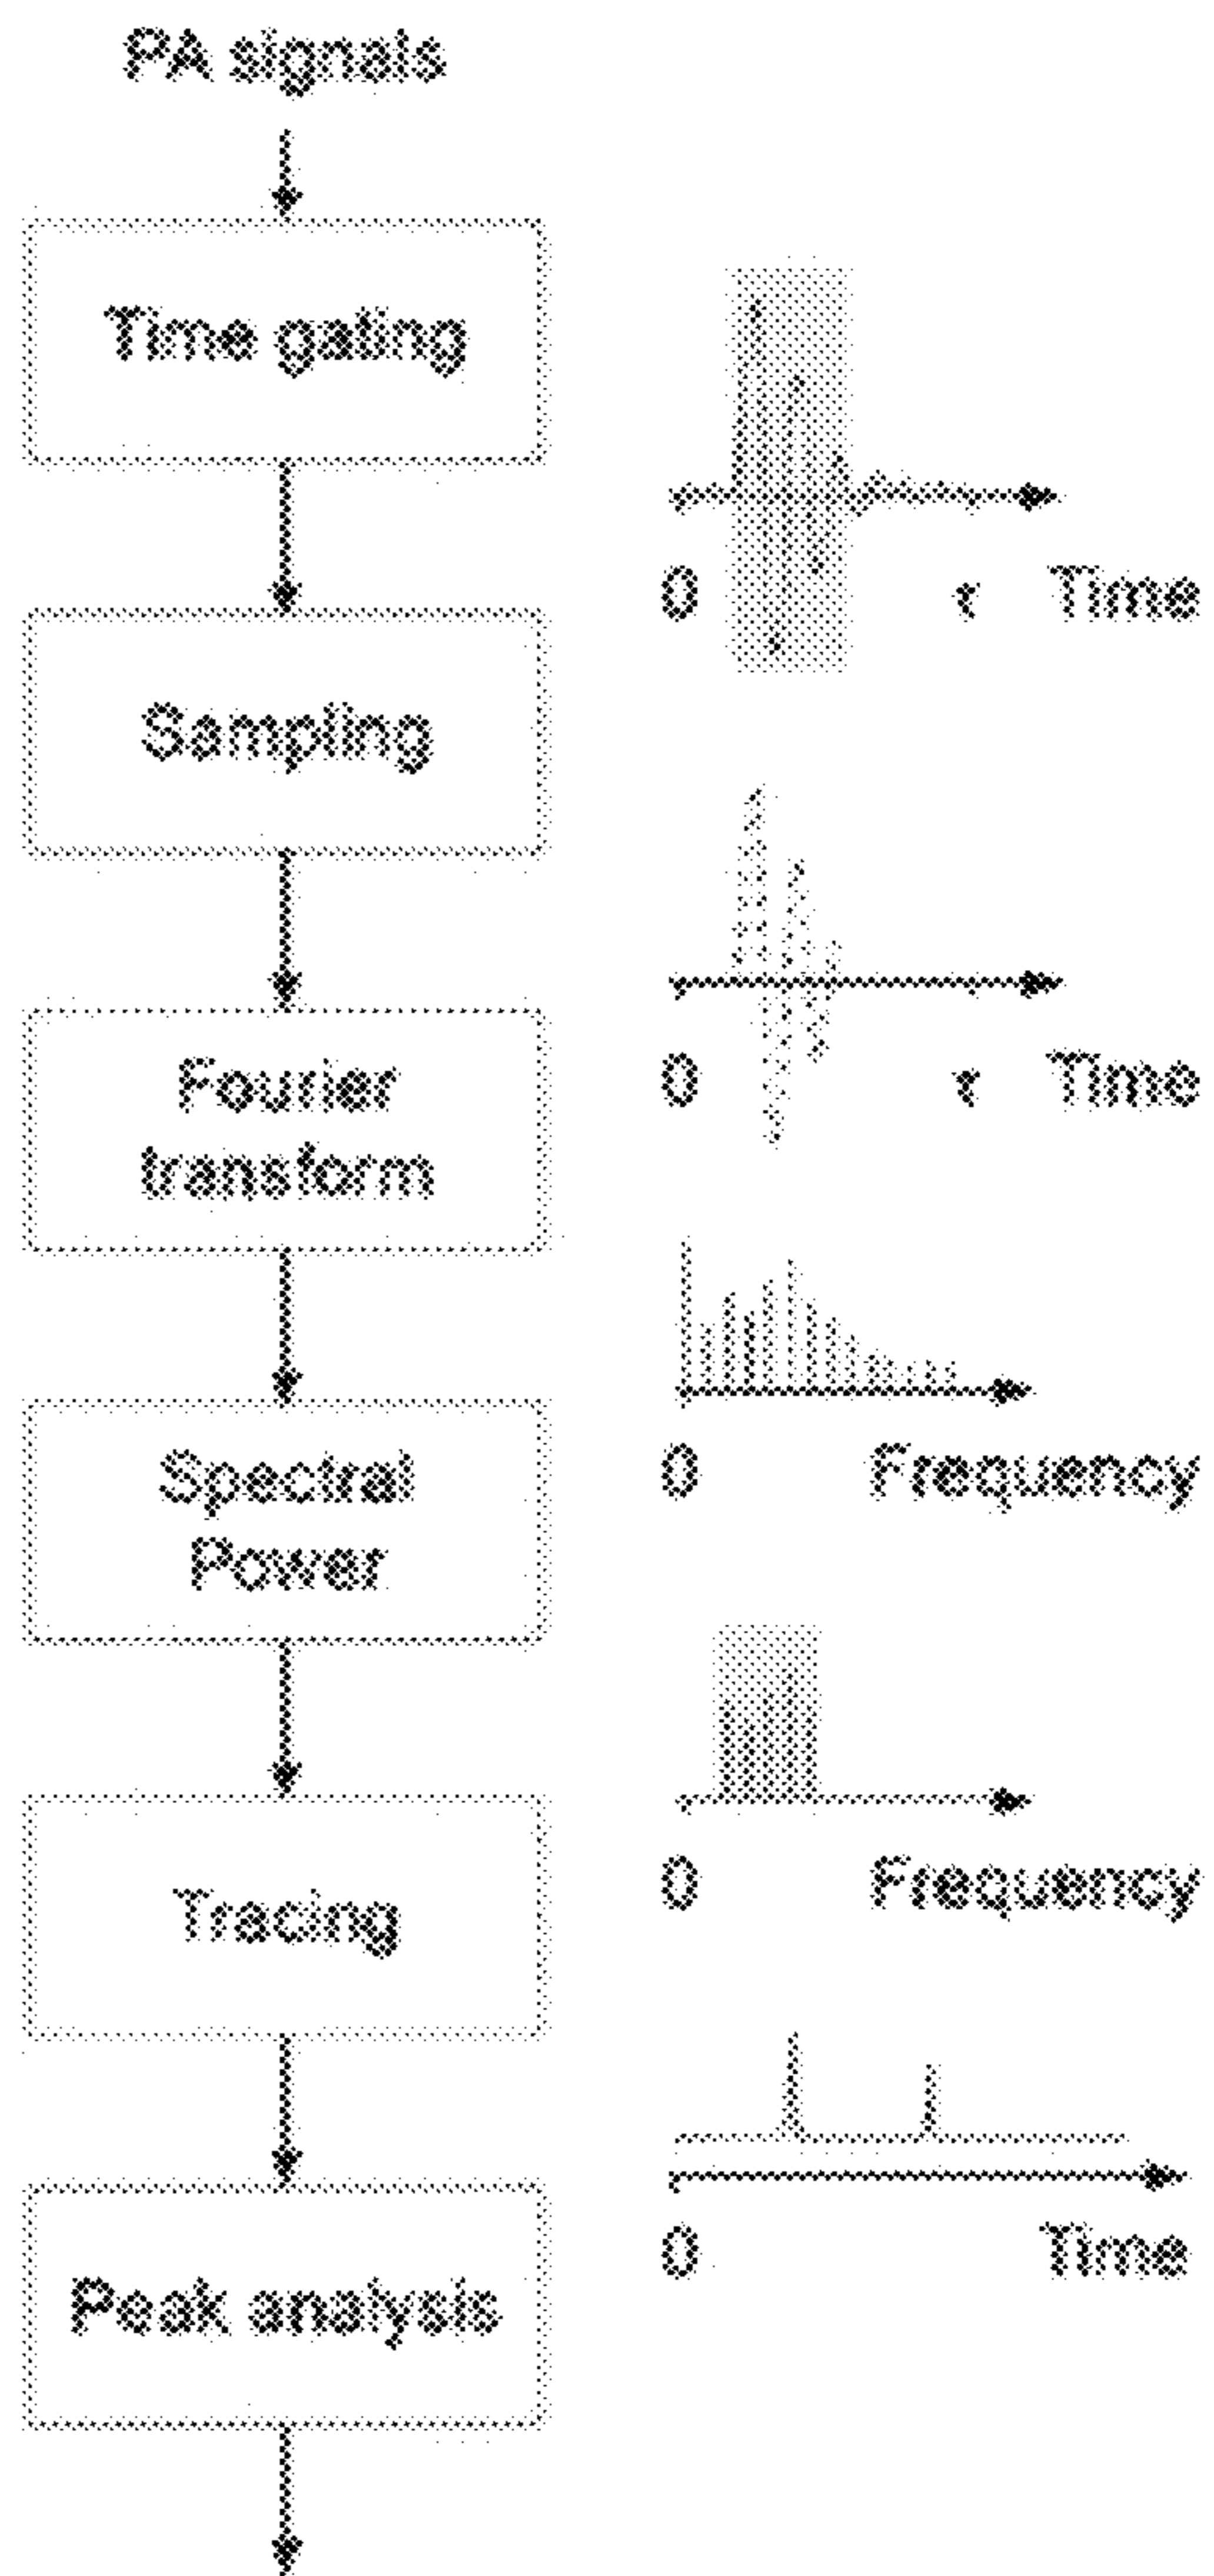 PA signals
Time gating
0 τ Time
Sampling
0 τ Time
Fourier
transform
0 Frequency
Spectral
Power
0 Frequency
Tracing
0 Time
Peak analysis